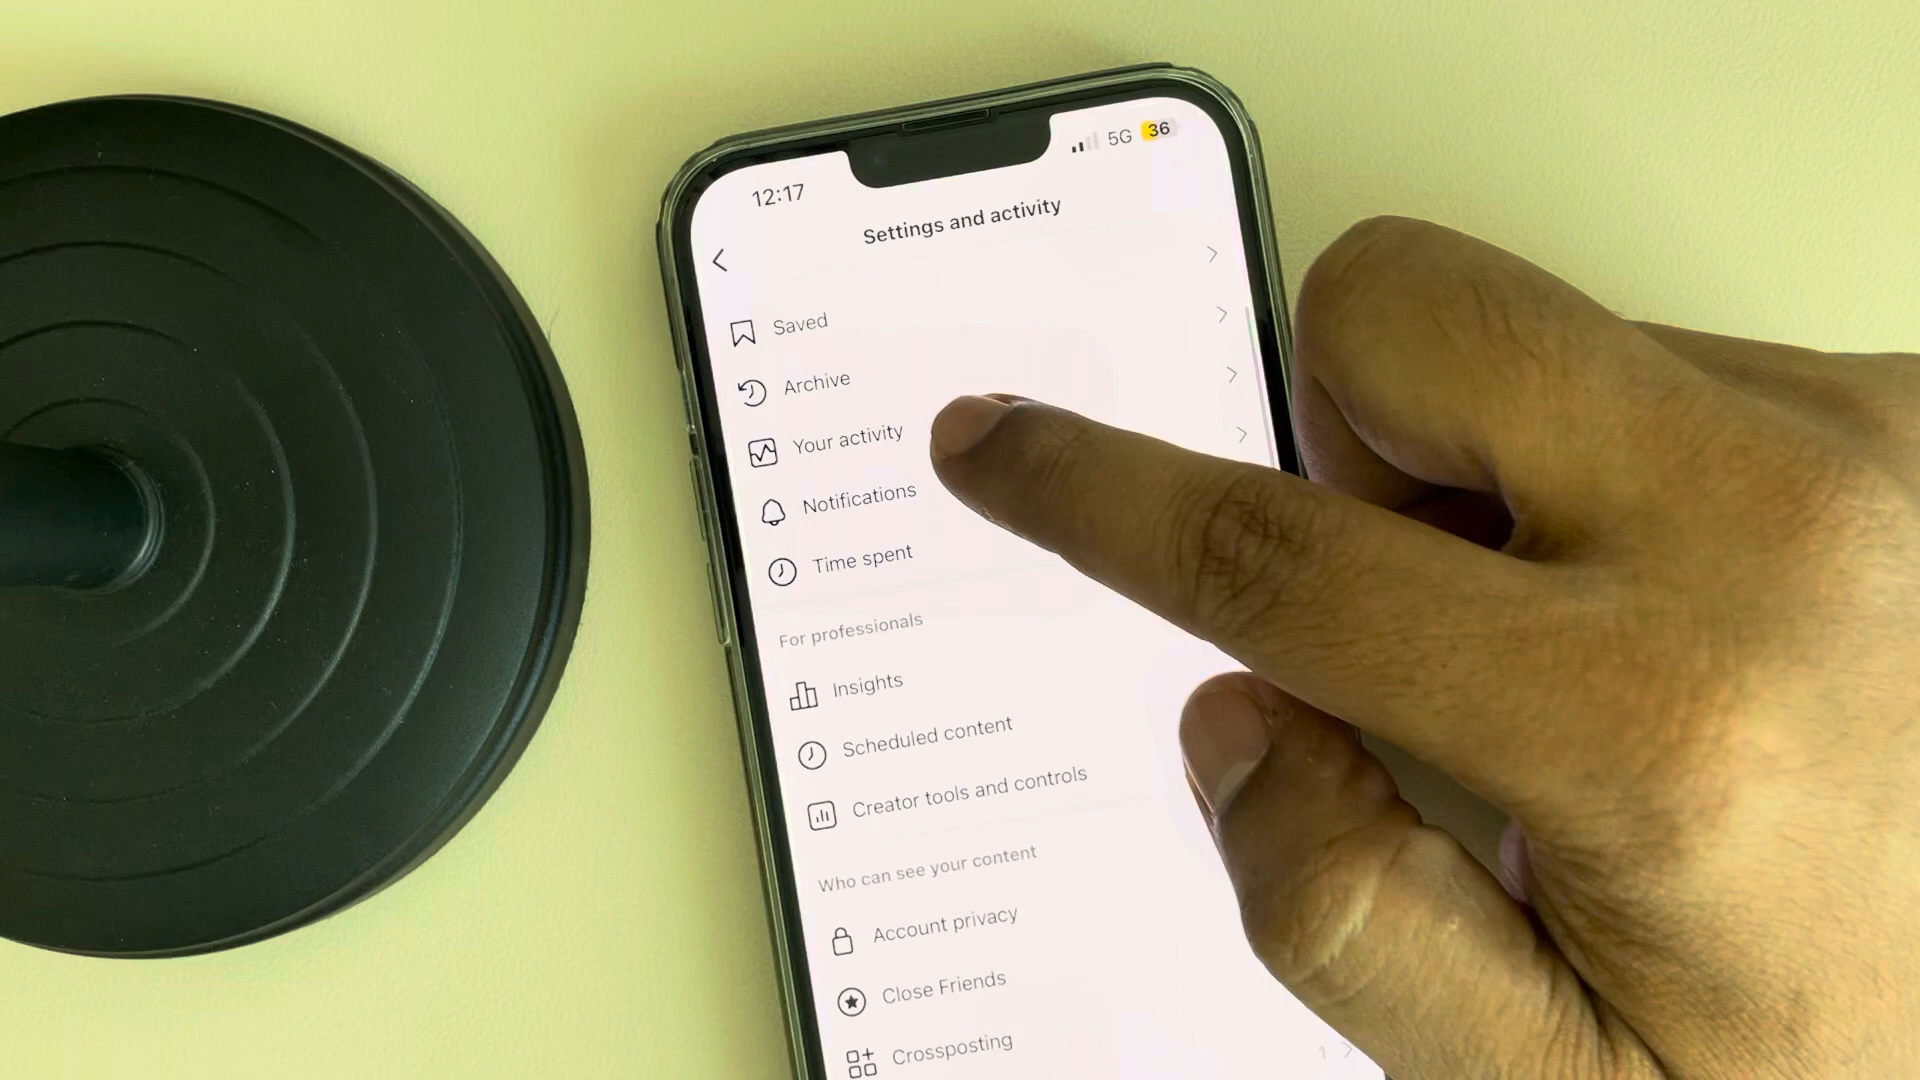 12:17
5G 36
Settings and activity
Saved
Archive
Your activity
Notifications
Time spent
For professionals
Insights
Scheduled content
Creator tools and controls
Who can see your content
Account privacy
Close Friends
Crossposting
1